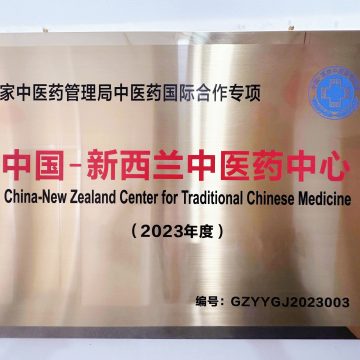 家中医药管理局中医药国际合作专项
中国-新西兰中医药中心
China-New Zealand Center for Traditional Chinese Medicine
（2023年度）
编号：GZYYGJ2023003